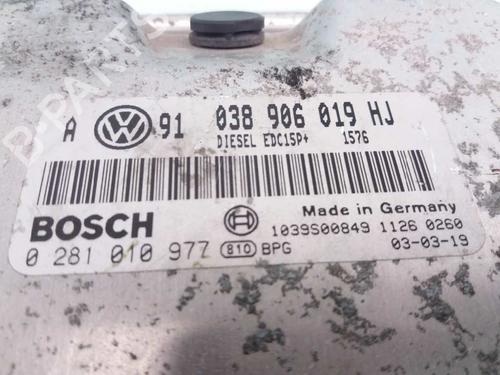 B-PARTS
A VW 91 038 906 019 HJ
DIESEL EDC15P+ 1576
BOSCH
Made in Germany
1039S00849 1126 0260
0 281 010 977 810 BPG 03-03-19